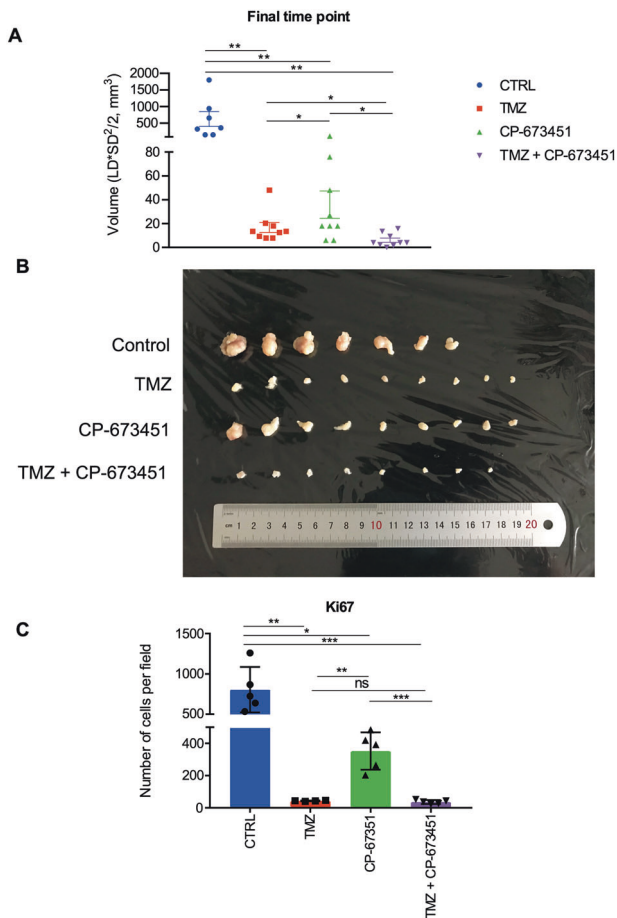 Final time point
A
**
**
**
*
*
*
Volume (LD*SD²/2, mm³)
2000
1500
1000
500
80
60
40
20
0
CTRL
TMZ
CP-673451
TMZ + CP-673451
B
Control
TMZ
CP-673451
TMZ + CP-673451
cm 1 2 3 4 5 6 7 8 9 10 11 12 13 14 15 16 17 18 19 20
Ki67
C
**
*
***
**
ns
***
Number of cells per field
1500
1000
500
400
200
0
CTRL
TMZ
CP-67351
TMZ + CP-673451